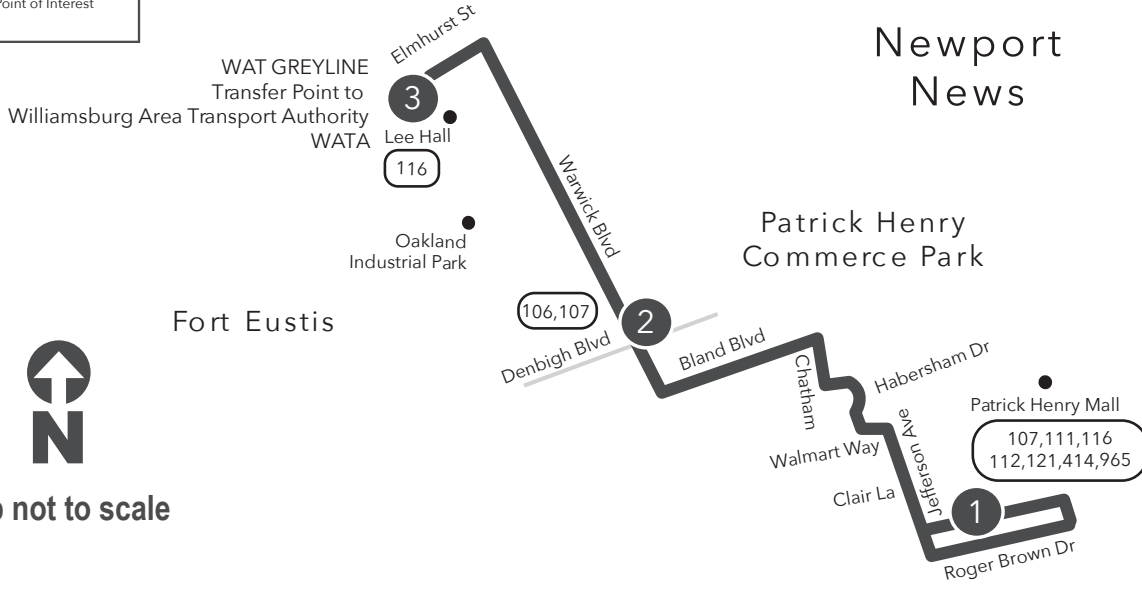 Point of Interest
Newport
News
Elmhurst St
WAT GREYLINE
Transfer Point to
Williamsburg Area Transport Authority
WATA
3
Lee Hall
116
Warwick Blvd
Oakland
Industrial Park
Patrick Henry
Commerce Park
Fort Eustis
106,107
2
Denbigh Blvd
Bland Blvd
Chatham
Habersham Dr
Patrick Henry Mall
107,111,116
112,121,414,965
Jefferson Ave
Walmart Way
Clair La
1
Roger Brown Dr
N
not to scale